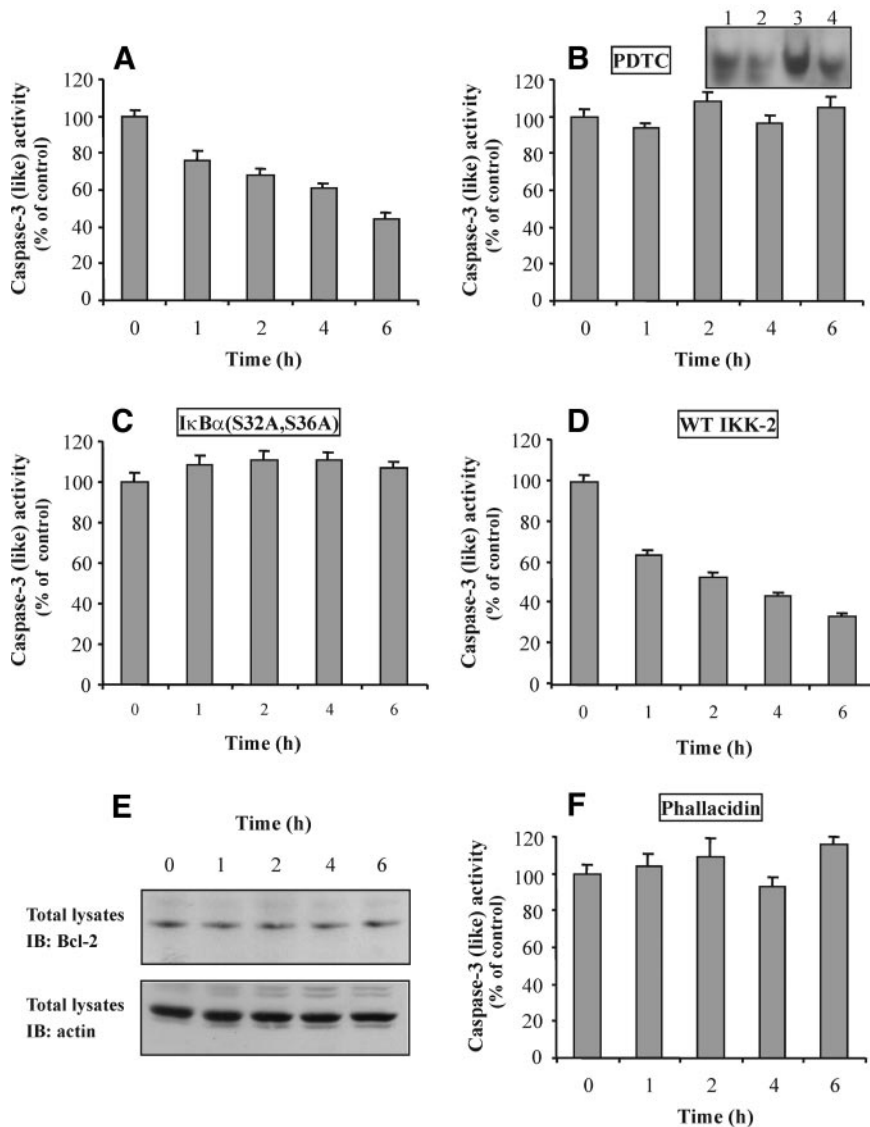 A
Caspase-3 (like) activity
(% of control)
120
100
80
60
40
20
0
0 1 2 4 6
Time (h)
B
PDTC
1 2 3 4
Caspase-3 (like) activity
(% of control)
120
100
80
60
40
20
0
0 1 2 4 6
Time (h)
C
IκBα(S32A,S36A)
Caspase-3 (like) activity
(% of control)
120
100
80
60
40
20
0
0 1 2 4 6
Time (h)
D
WT IKK-2
Caspase-3 (like) activity
(% of control)
120
100
80
60
40
20
0
0 1 2 4 6
Time (h)
E
Time (h)
0 1 2 4 6
Total lysates
IB: Bcl-2
Total lysates
IB: actin
F
Phallacidin
Caspase-3 (like) activity
(% of control)
120
100
80
60
40
20
0
0 1 2 4 6
Time (h)